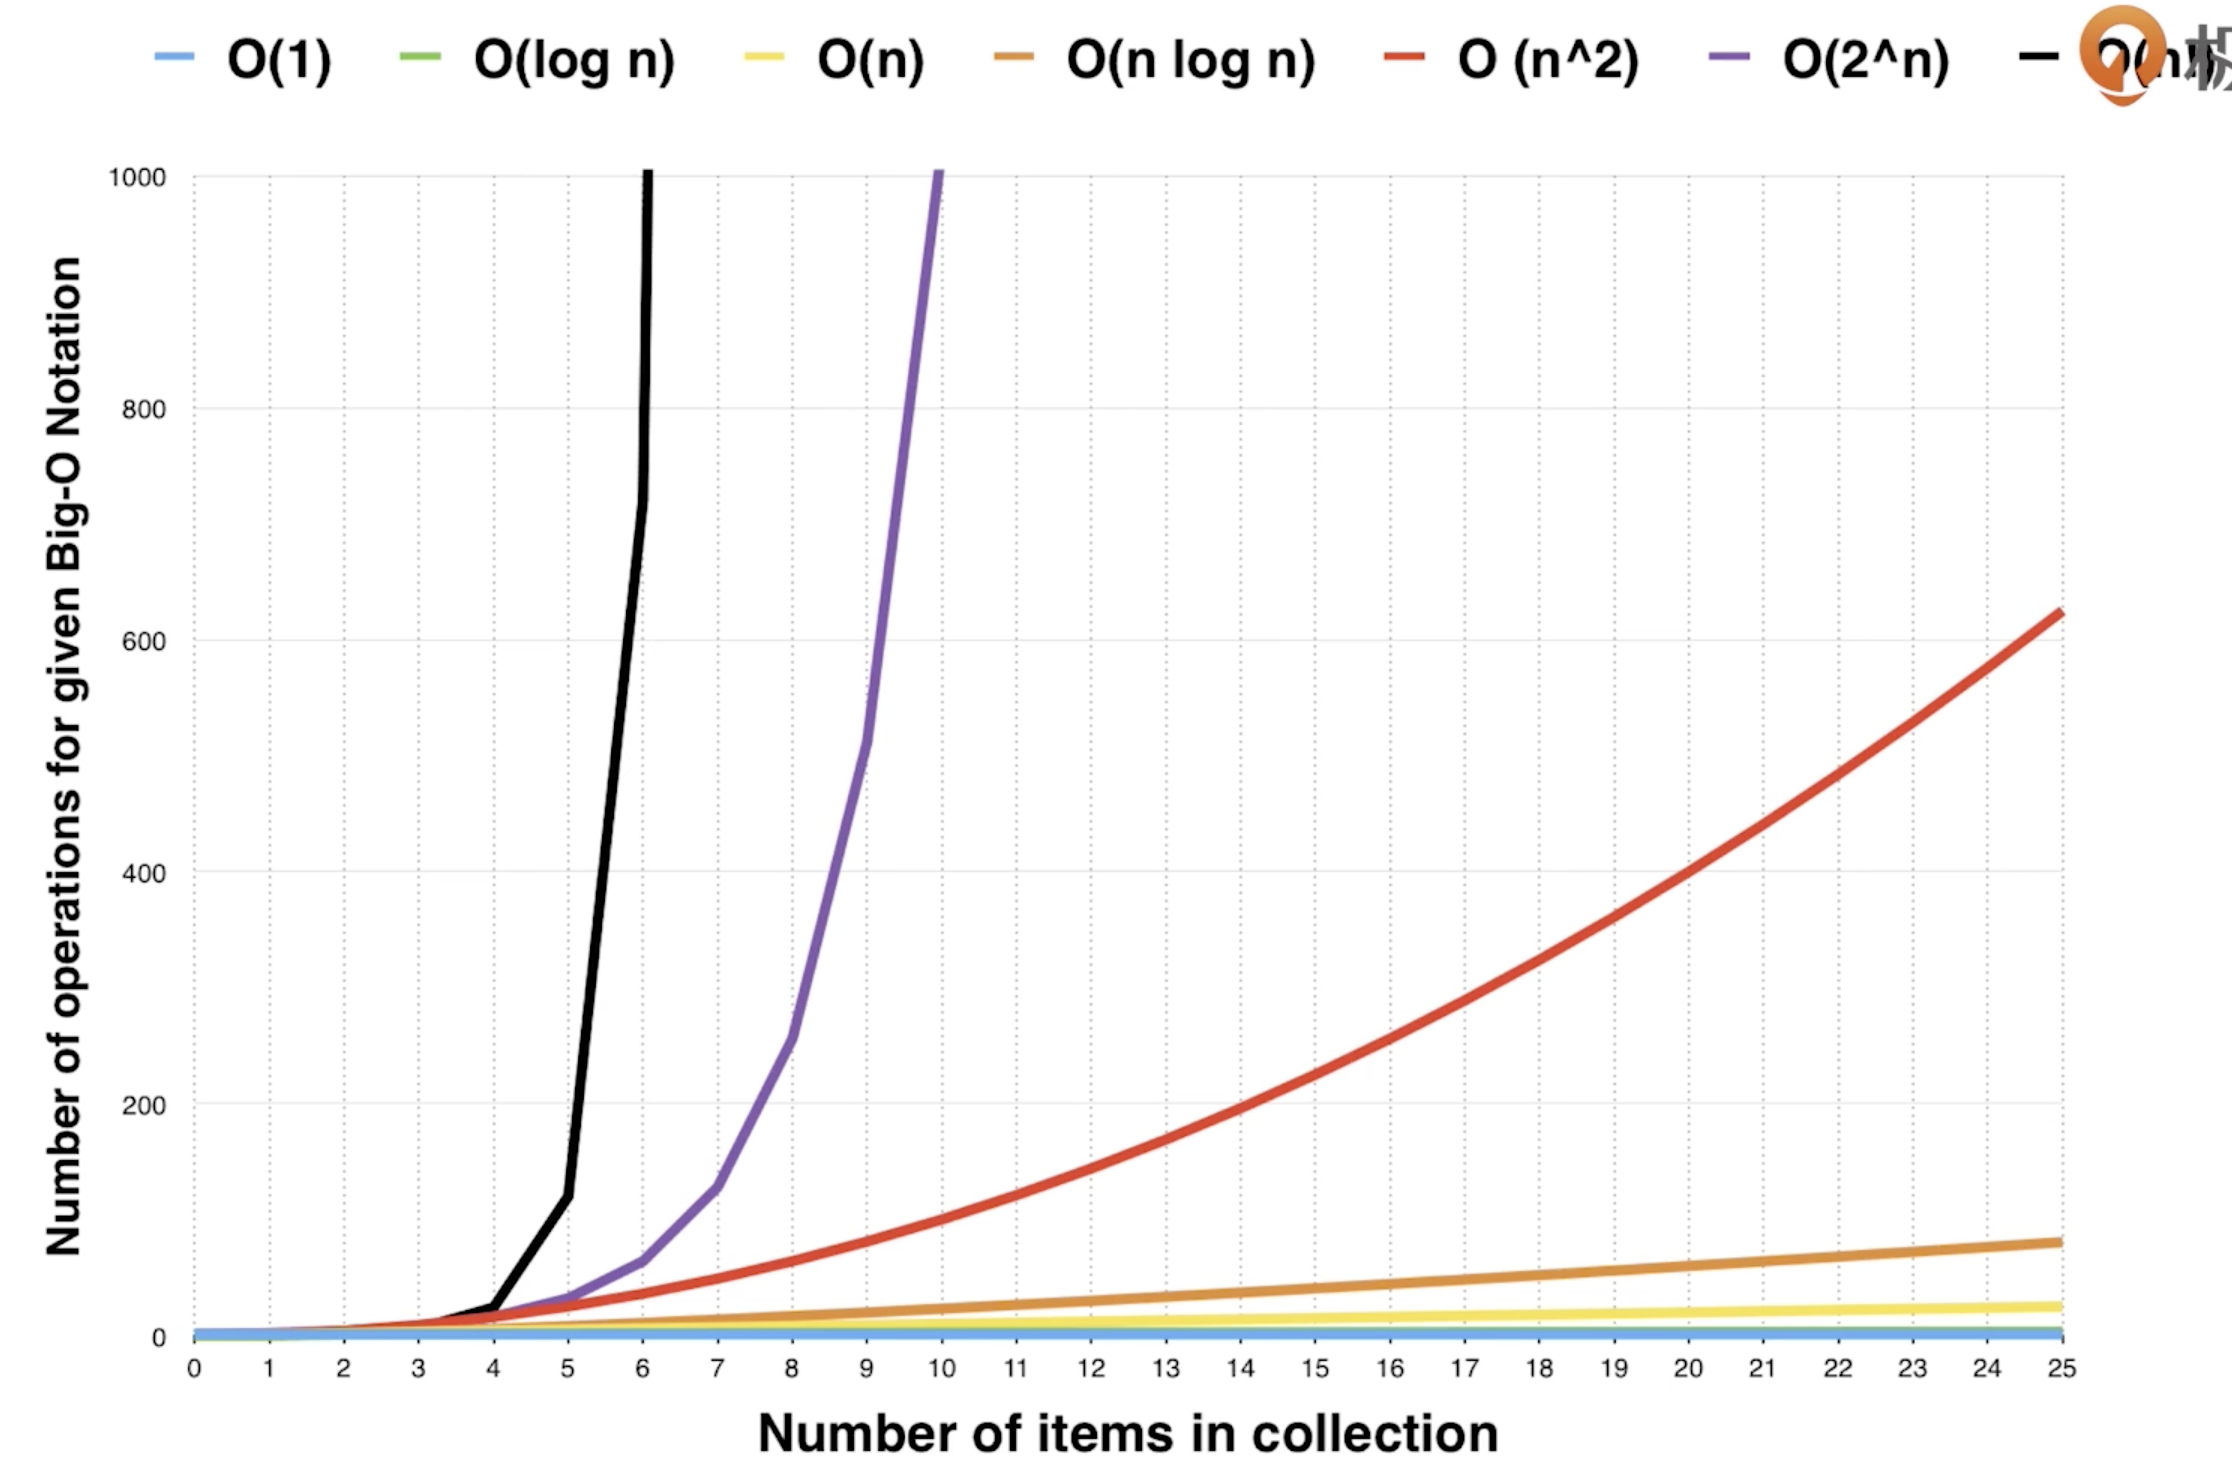 O(1) O(log n) O(n) O(n log n) O (n^2) O(2^n)
Number of operations for given Big-O Notation
1000
800
600
400
200
0
0 1 2 3 4 5 6 7 8 9 10 11 12 13 14 15 16 17 18 19 20 21 22 23 24 25
Number of items in collection